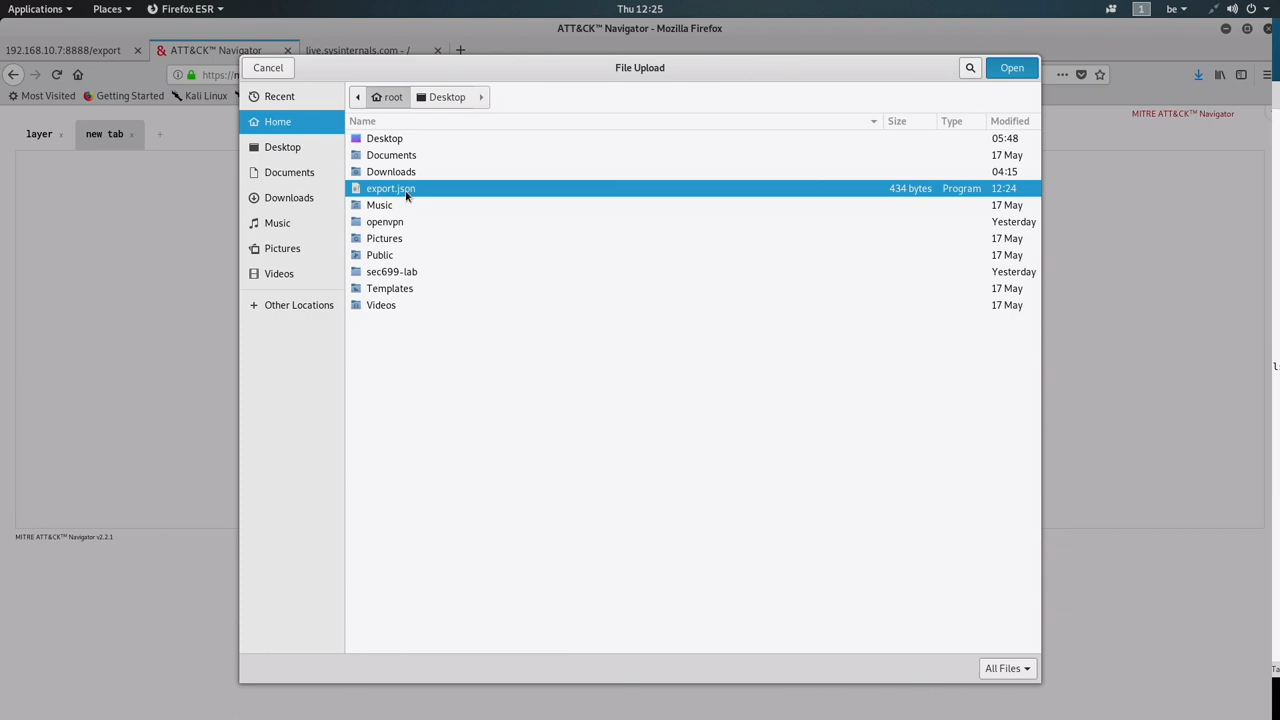 Applications Places Firefox ESR Thu 12:25 1 be
ATT&CK™ Navigator - Mozilla Firefox
192.168.10.7:8888/export ATT&CK™ Navigator live.sysinternals.com - /
https://
Most Visited Getting Started Kali Linux
layer x new tab x +
MITRE ATT&CK™ Navigator
MITRE ATT&CK™ Navigator v2.2.1
Cancel File Upload Open
root Desktop
Name Size Type Modified
Recent
Home
Desktop
Documents
Downloads
Music
Pictures
Videos
+ Other Locations
Desktop 05:48
Documents 17 May
Downloads 04:15
export.json 434 bytes Program 12:24
Music 17 May
openvpn Yesterday
Pictures 17 May
Public 17 May
sec699-lab Yesterday
Templates 17 May
Videos 17 May
All Files